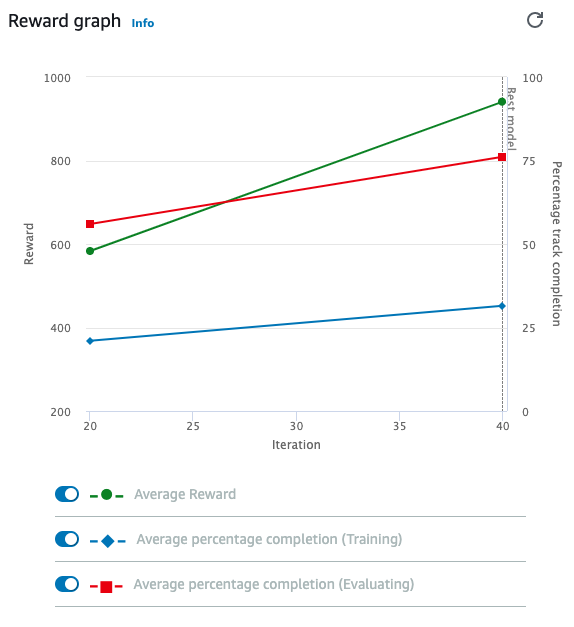 Reward graph Info
1000
800
600
400
200
Reward
100
75
50
25
0
Percentage track completion
Best model
20 25 30 35 40
Iteration
Average Reward
Average percentage completion (Training)
Average percentage completion (Evaluating)